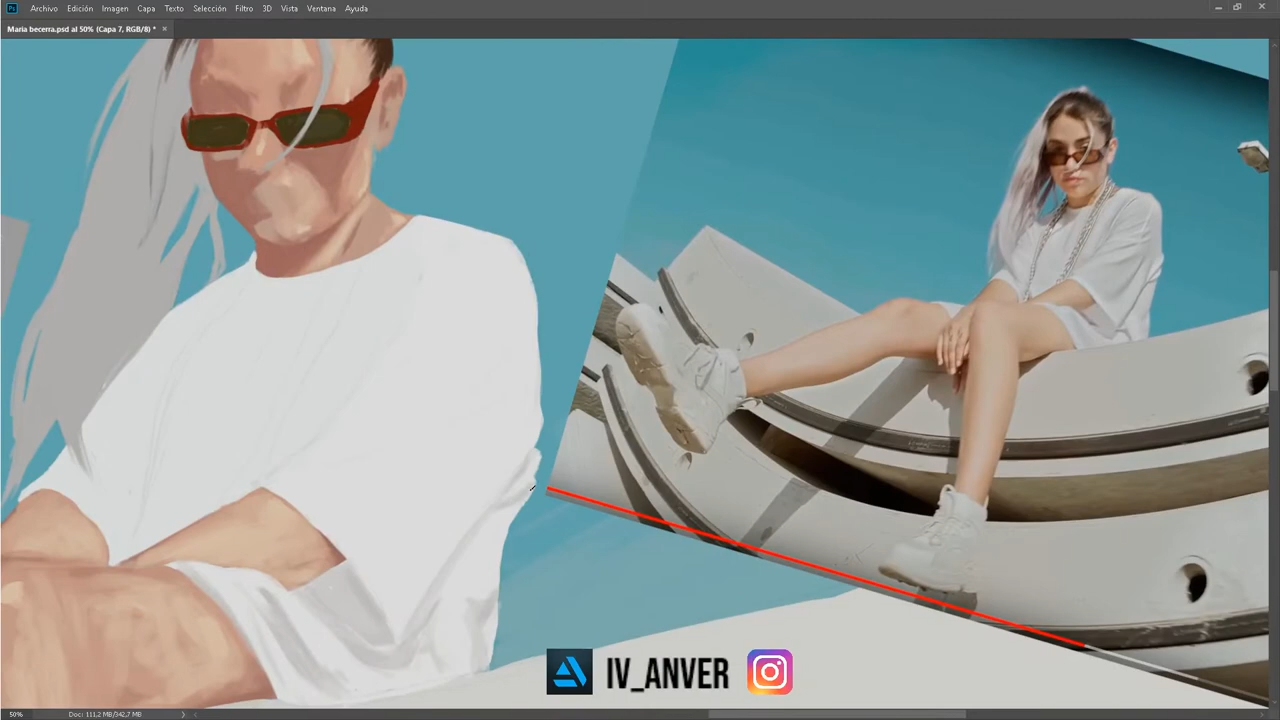 Ps Archivo Edición Imagen Capa Texto Selección Filtro 3D Vista Ventana Ayuda
Maria becerra.psd al 50% (Capa 7, RGB/8) * ×
IV_ANVER
50% Doc: 111,2 MB/342,7 MB